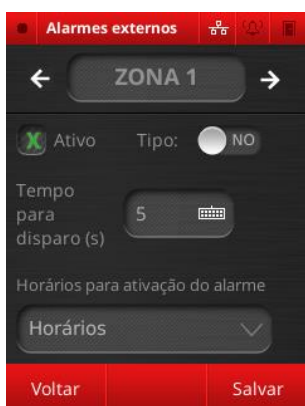 Alarmes externos
ZONA 1
Ativo Tipo: NO
Tempo
para
disparo (s)
5
Horários para ativação do alarme
Horários
Voltar Salvar